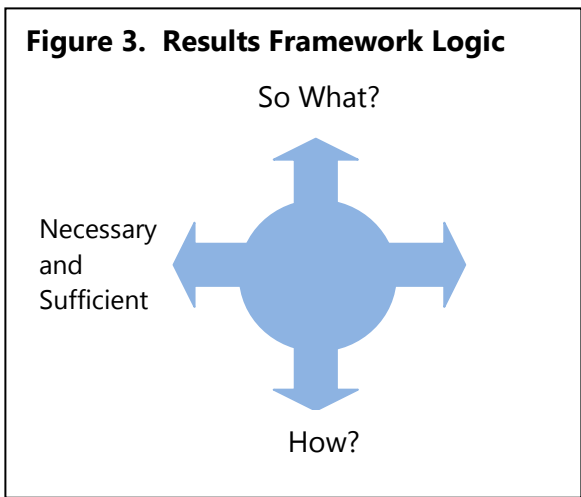 Figure 3. Results Framework Logic
So What?
Necessary
and
Sufficient
How?